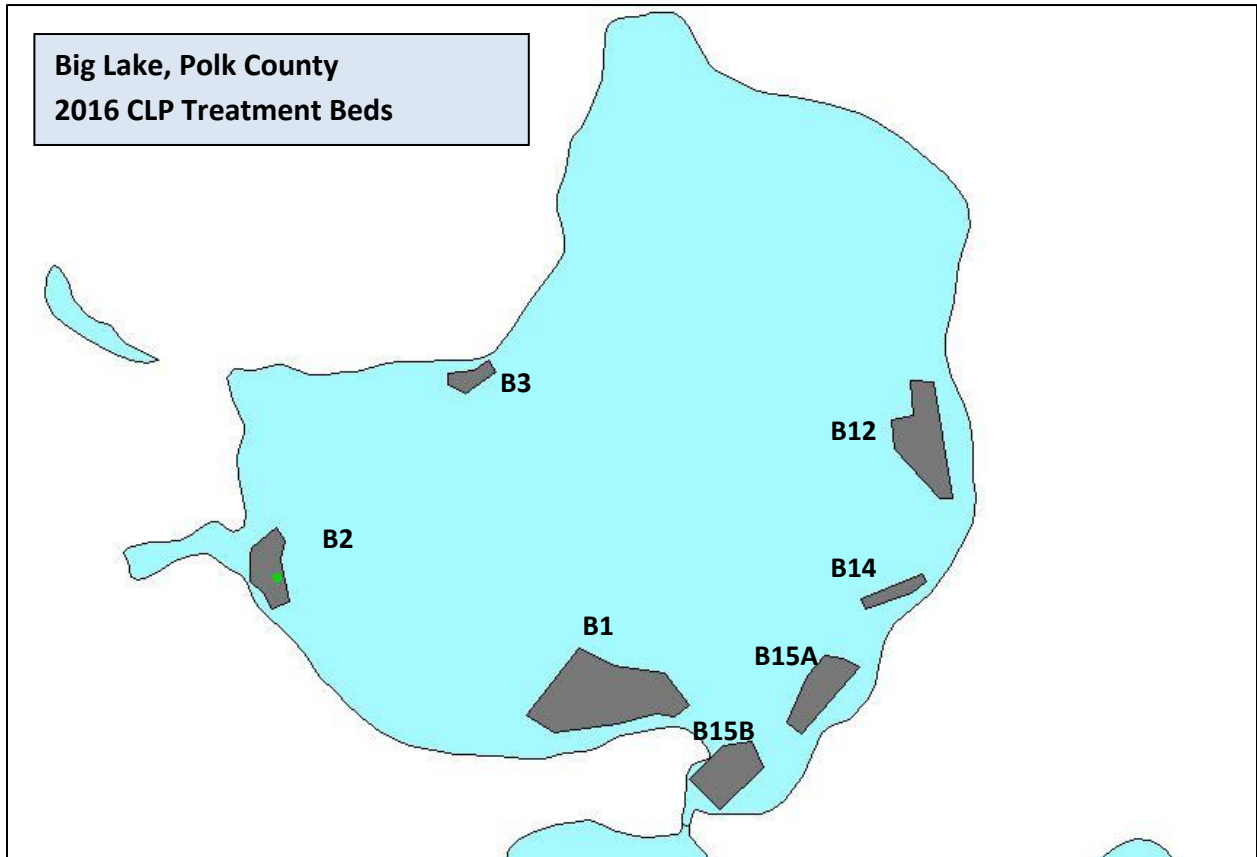 Big Lake, Polk County
2016 CLP Treatment Beds
B3
B12
B2
B14
B1
B15A
B15B